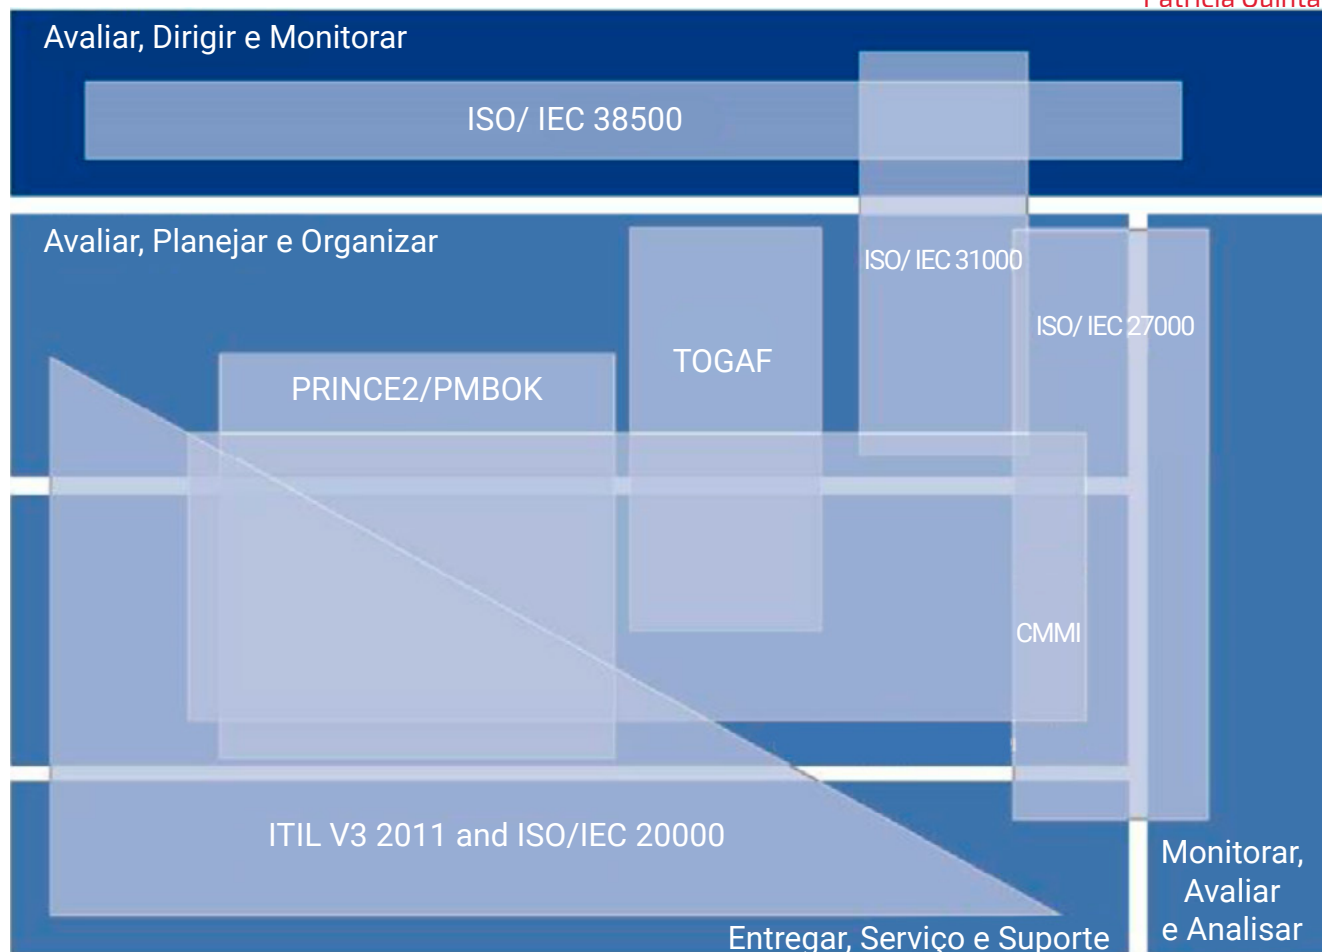 Avaliar, Dirigir e Monitorar
ISO/ IEC 38500
Avaliar, Planejar e Organizar
ISO/ IEC 31000
ISO/ IEC 27000
TOGAF
PRINCE2/PMBOK
CMMI
ITIL V3 2011 and ISO/IEC 20000
Monitorar,
Avaliar
e Analisar
Entregar, Serviço e Suporte